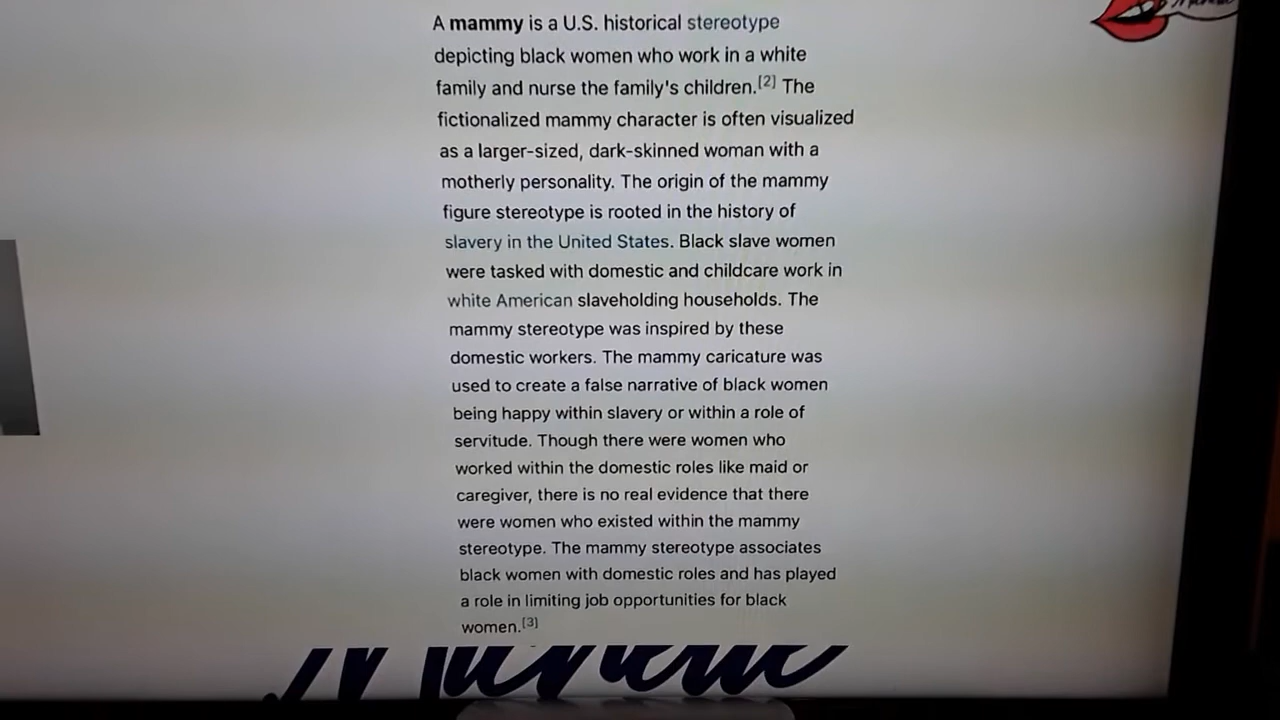 A mammy is a U.S. historical stereotype
depicting black women who work in a white
family and nurse the family's children.[2] The
fictionalized mammy character is often visualized
as a larger-sized, dark-skinned woman with a
motherly personality. The origin of the mammy
figure stereotype is rooted in the history of
slavery in the United States. Black slave women
were tasked with domestic and childcare work in
white American slaveholding households. The
mammy stereotype was inspired by these
domestic workers. The mammy caricature was
used to create a false narrative of black women
being happy within slavery or within a role of
servitude. Though there were women who
worked within the domestic roles like maid or
caregiver, there is no real evidence that there
were women who existed within the mammy
stereotype. The mammy stereotype associates
black women with domestic roles and has played
a role in limiting job opportunities for black
women.[3]